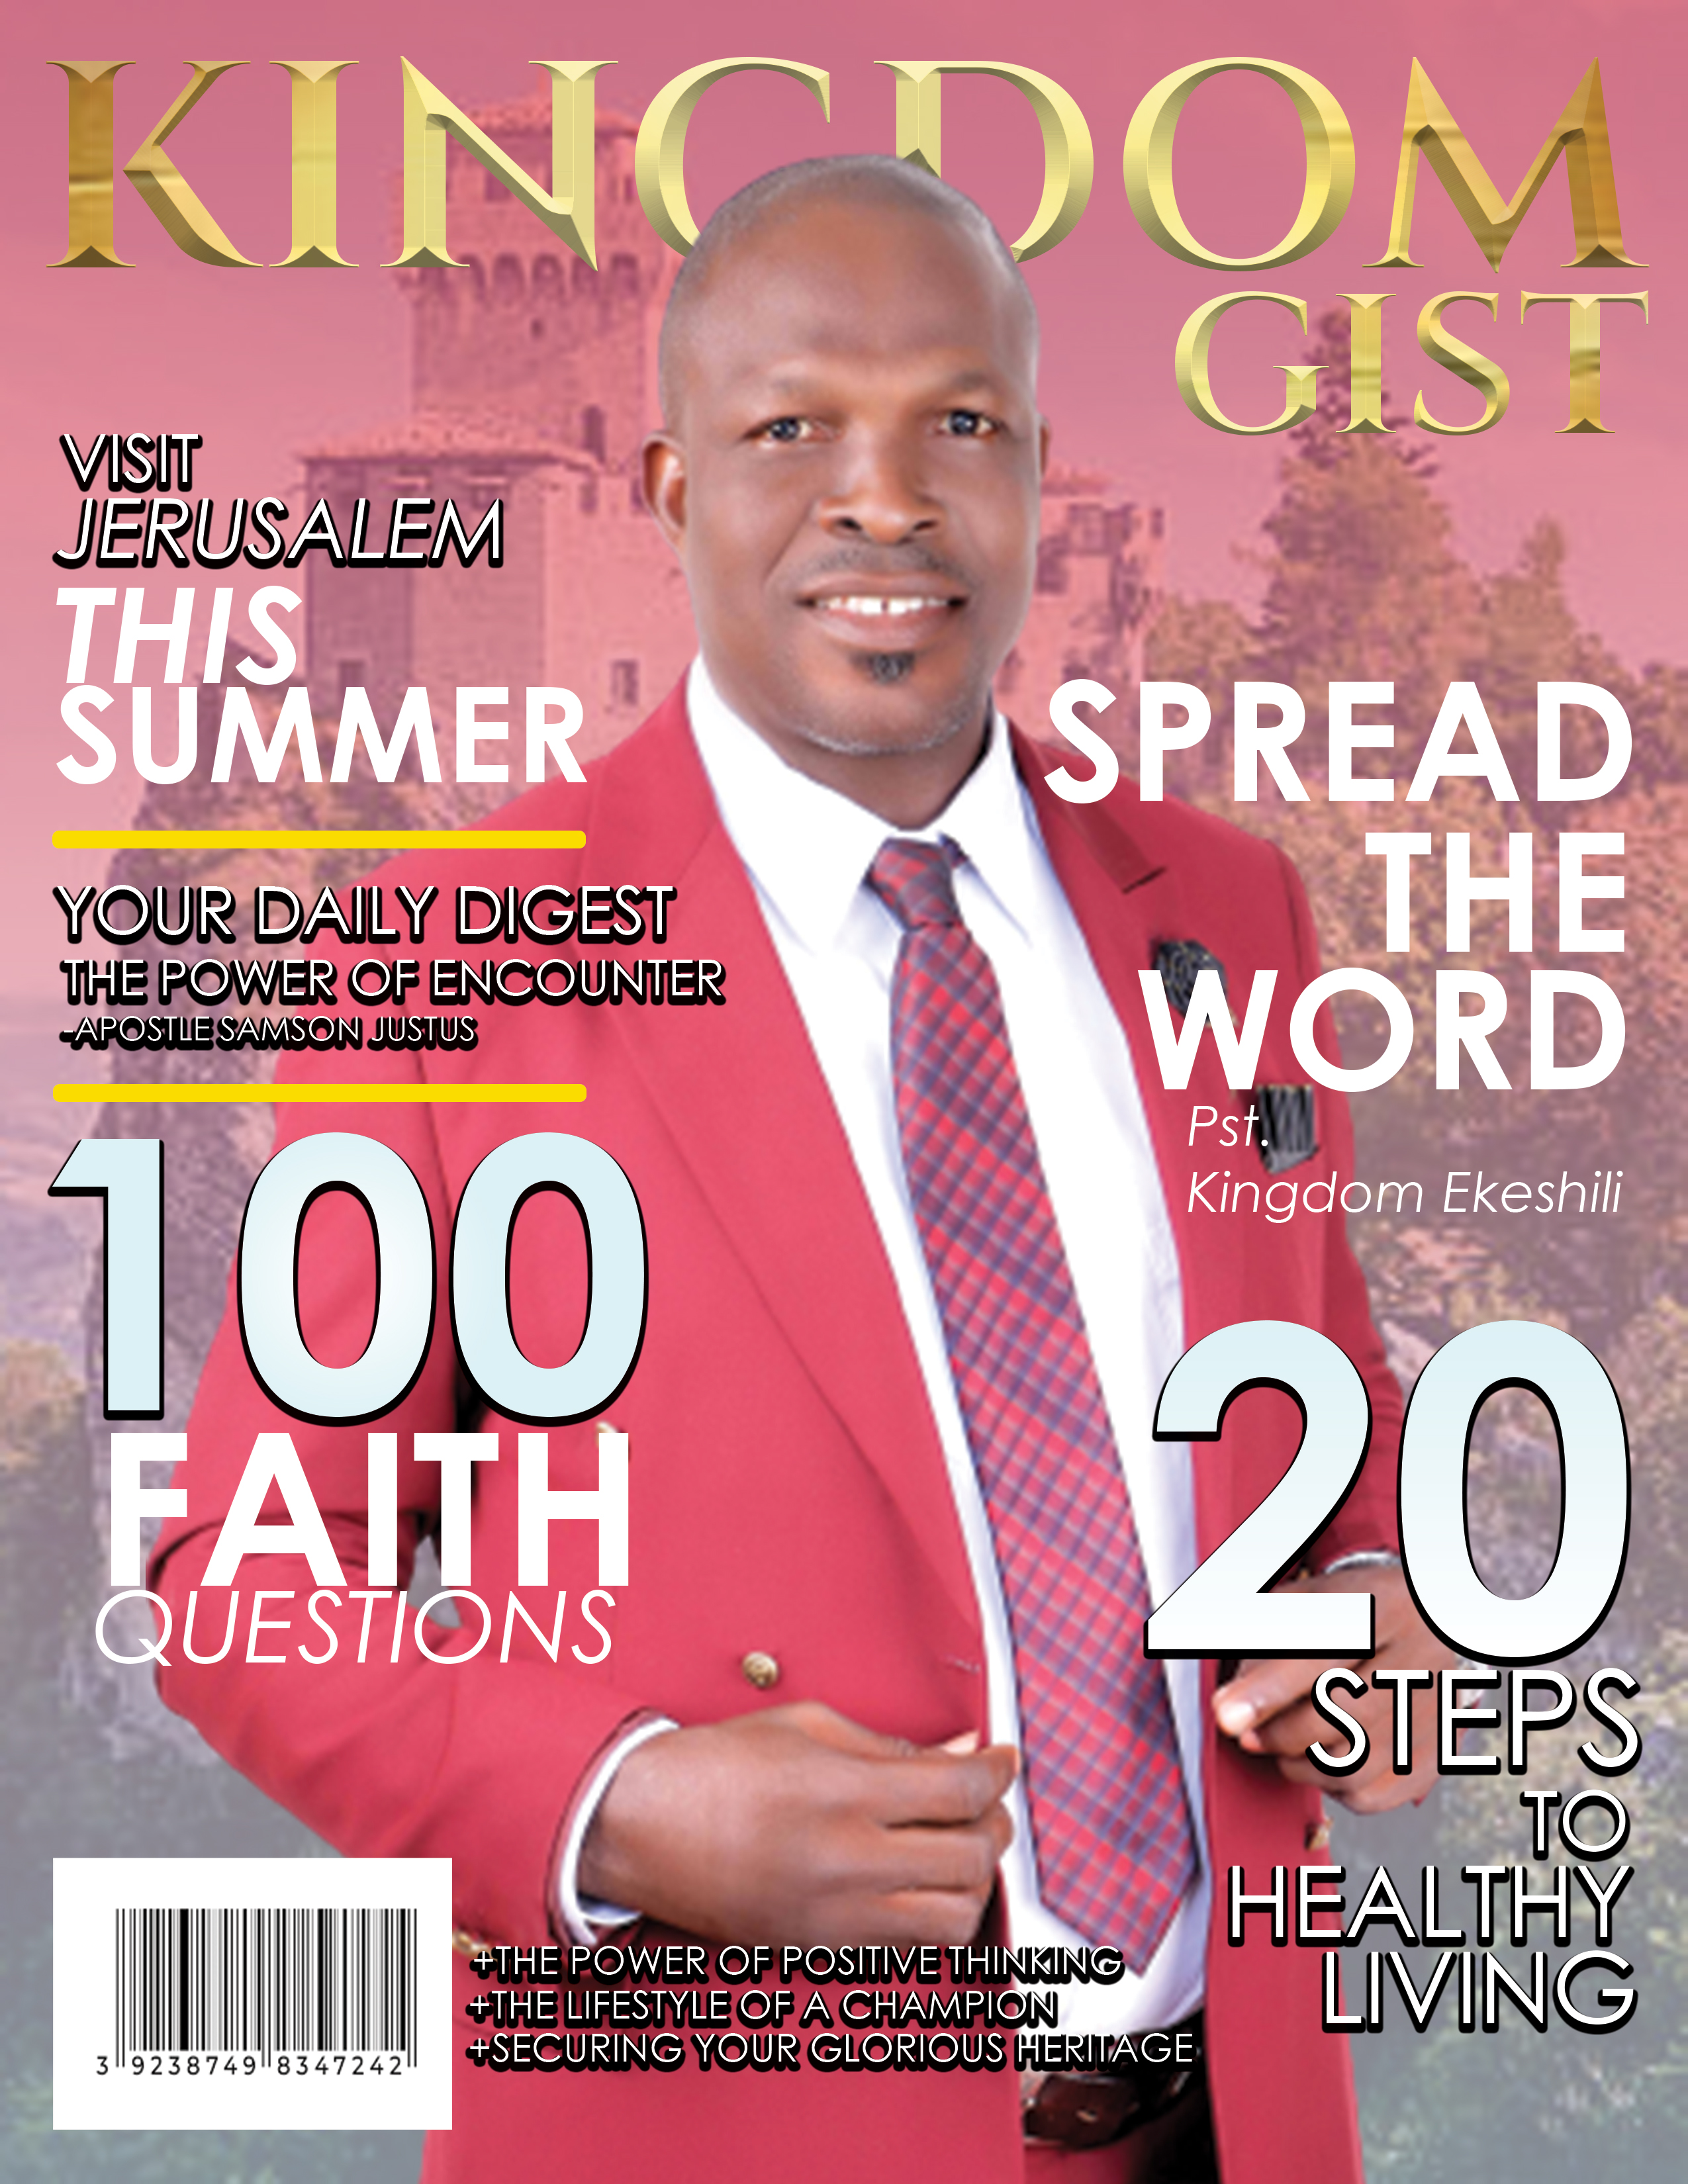 KINGDOM
GIST
VISIT
JERUSALEM
THIS
SUMMER
YOUR DAILY DIGEST
THE POWER OF ENCOUNTER
-APOSTLE SAMSON JUSTUS
100
FAITH
QUESTIONS
SPREAD
THE
WORD
Pst.
Kingdom Ekeshili
20
STEPS
TO
HEALTHY
LIVING
+THE POWER OF POSITIVE THINKING
+THE LIFESTYLE OF A CHAMPION
+SECURING YOUR GLORIOUS HERITAGE
3 9238749 8347242